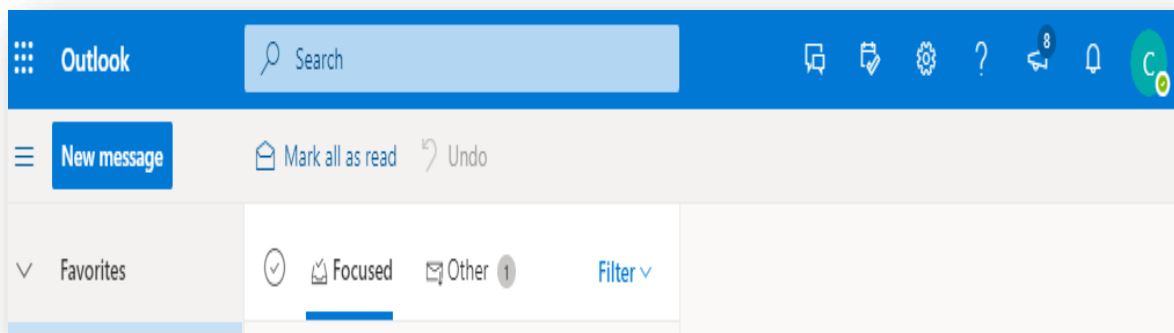 Outlook Search ? 8 C
New message Mark all as read Undo
Favorites Focused Other 1 Filter